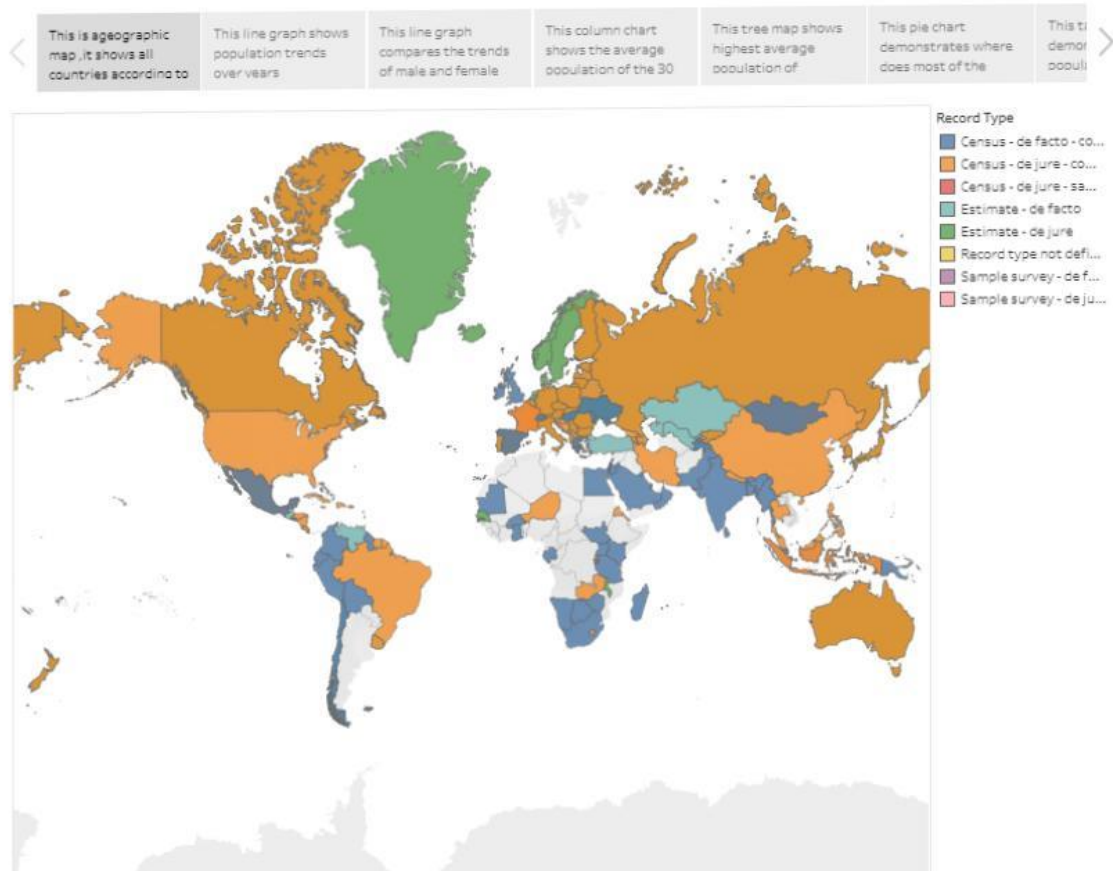 This is ageographic
map ,it shows all
countries according to
This line graph shows
population trends
over years
This line graph
compares the trends
of male and female
This column chart
shows the average
population of the 30
This tree map shows
highest average
population of
This pie chart
demonstrates where
does most of the
This ta
demor
popula
Record Type
Census - de facto - co...
Census - de jure - co...
Census - de jure - sa...
Estimate - de facto
Estimate - de jure
Record type not defi...
Sample survey - de f...
Sample survey - de ju...